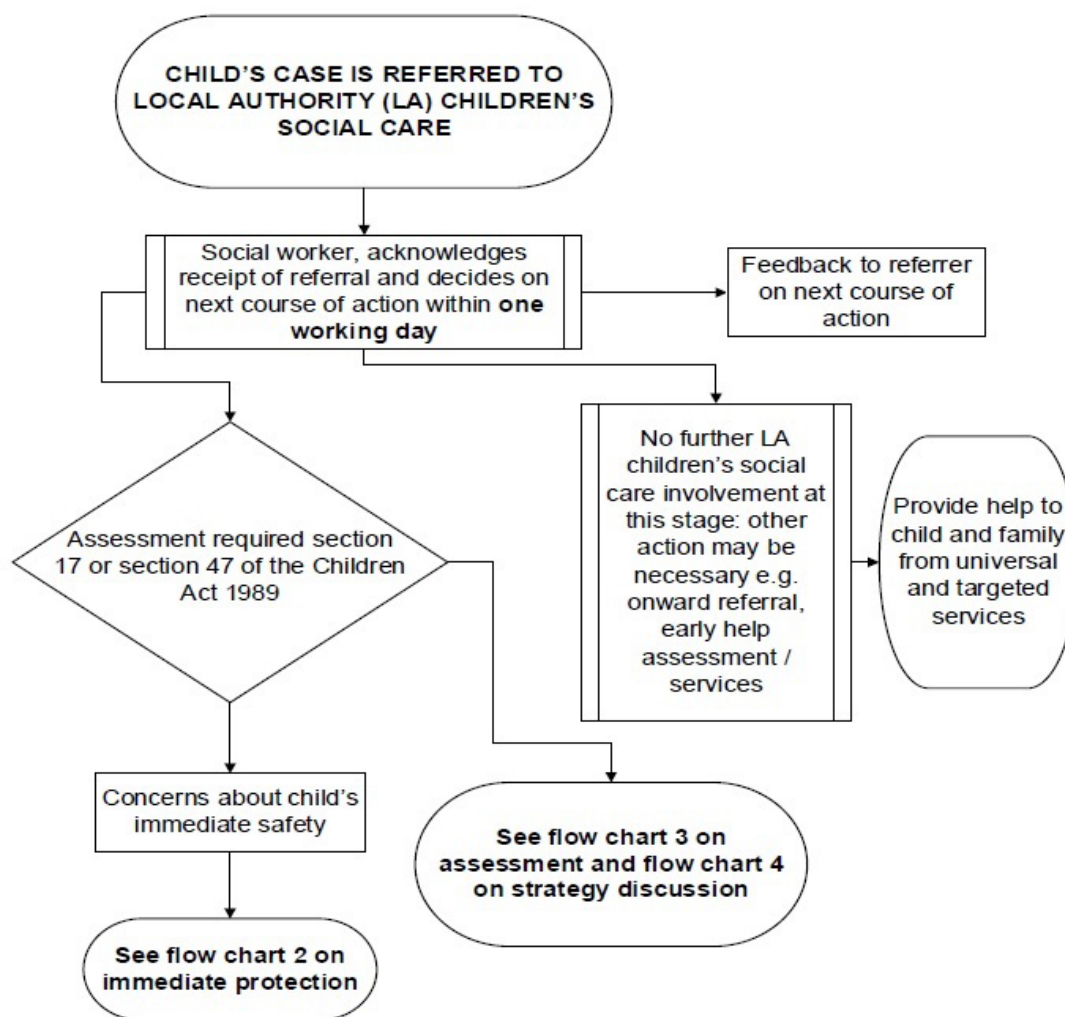 CHILD'S CASE IS REFERRED TO
LOCAL AUTHORITY (LA) CHILDREN'S
SOCIAL CARE
Social worker, acknowledges
receipt of referral and decides on
next course of action within one
working day
Feedback to referrer
on next course of
action
No further LA
children's social
care involvement at
this stage: other
action may be
necessary e.g.
onward referral,
early help
assessment /
services
Provide help to
child and family
from universal
and targeted
services
Assessment required section
17 or section 47 of the Children
Act 1989
Concerns about child's
immediate safety
See flow chart 3 on
assessment and flow chart 4
on strategy discussion
See flow chart 2 on
immediate protection